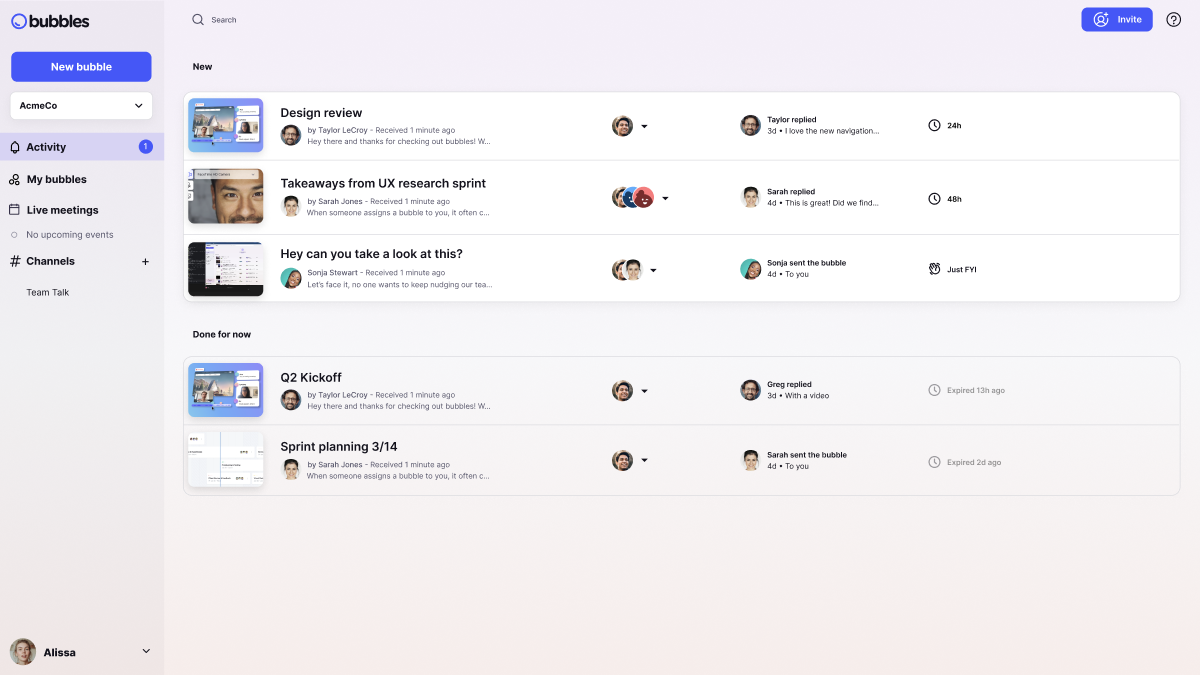 bubbles
Search
Invite
New bubble
AcmeCo
Activity
1
My bubbles
Live meetings
No upcoming events
Channels
+
Team Talk
New
Design review
by Taylor LeCroy - Received 1 minute ago
Hey there and thanks for checking out bubbles! W...
Taylor replied
3d • I love the new navigation...
24h
Takeaways from UX research sprint
by Sarah Jones - Received 1 minute ago
When someone assigns a bubble to you, it often c...
Sarah replied
4d • This is great! Did we find...
48h
Hey can you take a look at this?
Sonja Stewart - Received 1 minute ago
Let's face it, no one wants to keep nudging our tea...
Sonja sent the bubble
4d • To you
Just FYI
Done for now
Q2 Kickoff
by Taylor LeCroy - Received 1 minute ago
Hey there and thanks for checking out bubbles! W...
Greg replied
3d • With a video
Expired 13h ago
Sprint planning 3/14
by Sarah Jones - Received 1 minute ago
When someone assigns a bubble to you, it often c...
Sarah sent the bubble
4d • To you
Expired 2d ago
Alissa